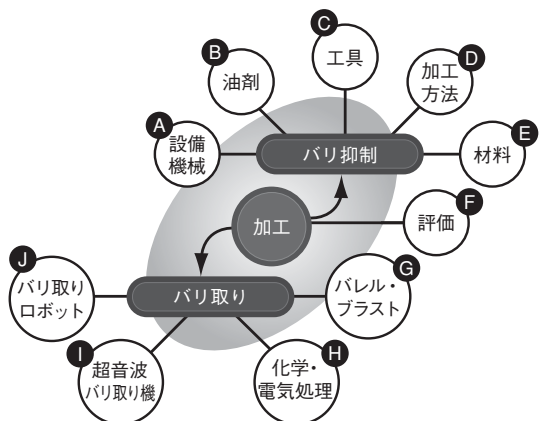 C
工具
B
油剤
D
加工
方法
A
設備
機械
バリ抑制
E
材料
F
評価
加工
J
バリ取り
ロボット
バリ取り
G
バレル・
ブラスト
I
超音波
バリ取り機
H
化学・
電気処理